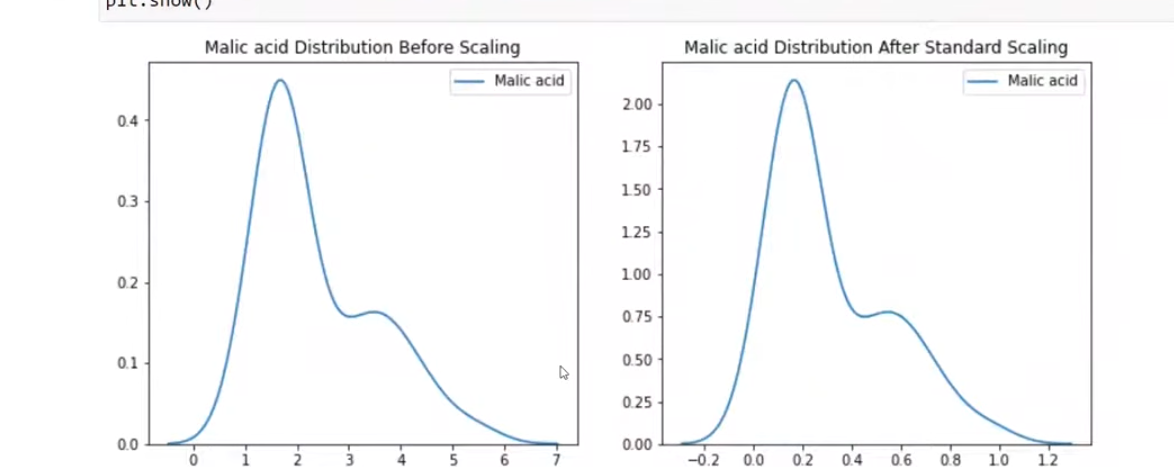 plt.show()
Malic acid Distribution Before Scaling
Malic acid
0.4
0.3
0.2
0.1
0.0
0 1 2 3 4 5 6 7
Malic acid Distribution After Standard Scaling
Malic acid
2.00
1.75
1.50
1.25
1.00
0.75
0.50
0.25
0.00
−0.2 0.0 0.2 0.4 0.6 0.8 1.0 1.2